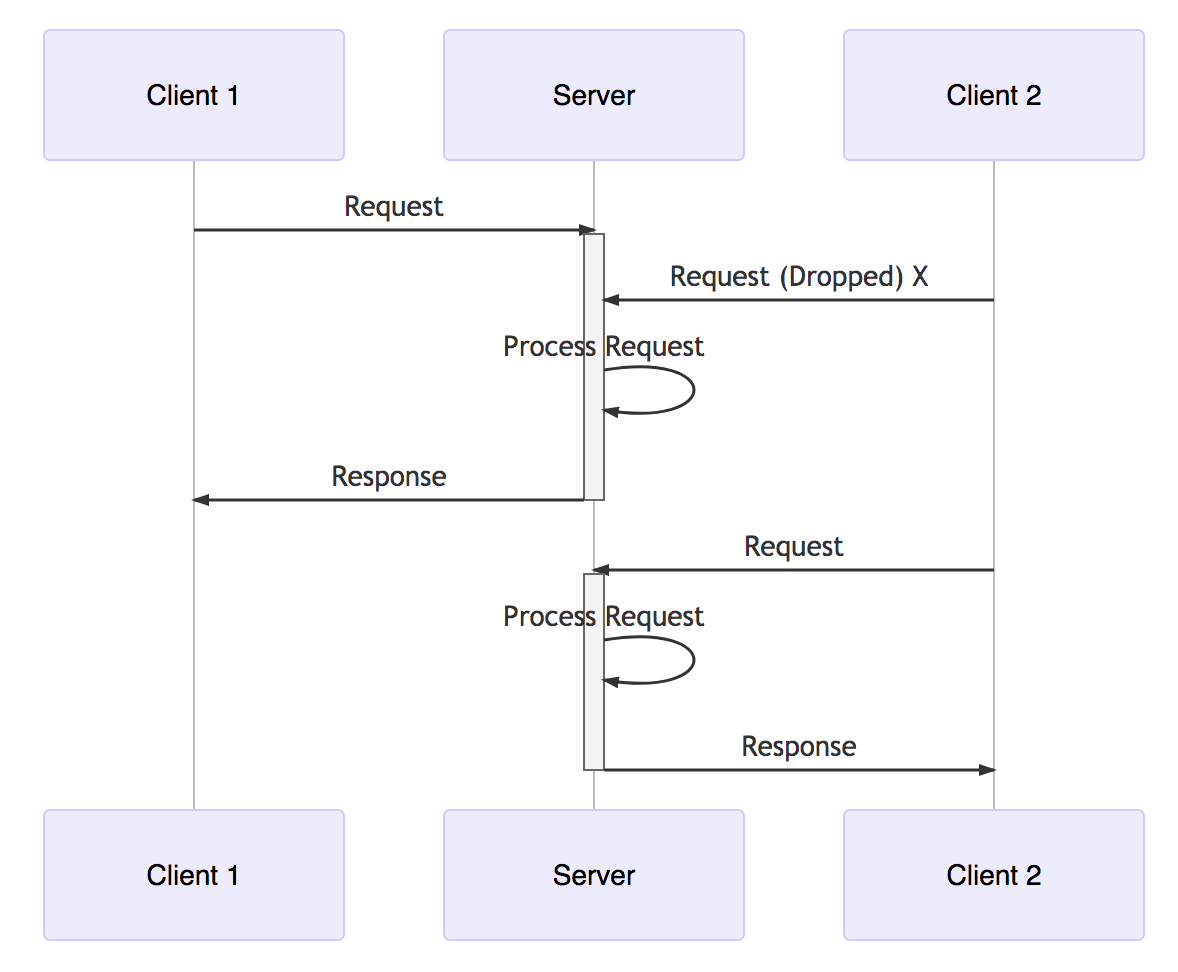 Client 1
Server
Client 2
Request
Request (Dropped) X
Process Request
Response
Request
Process Request
Response
Client 1
Server
Client 2